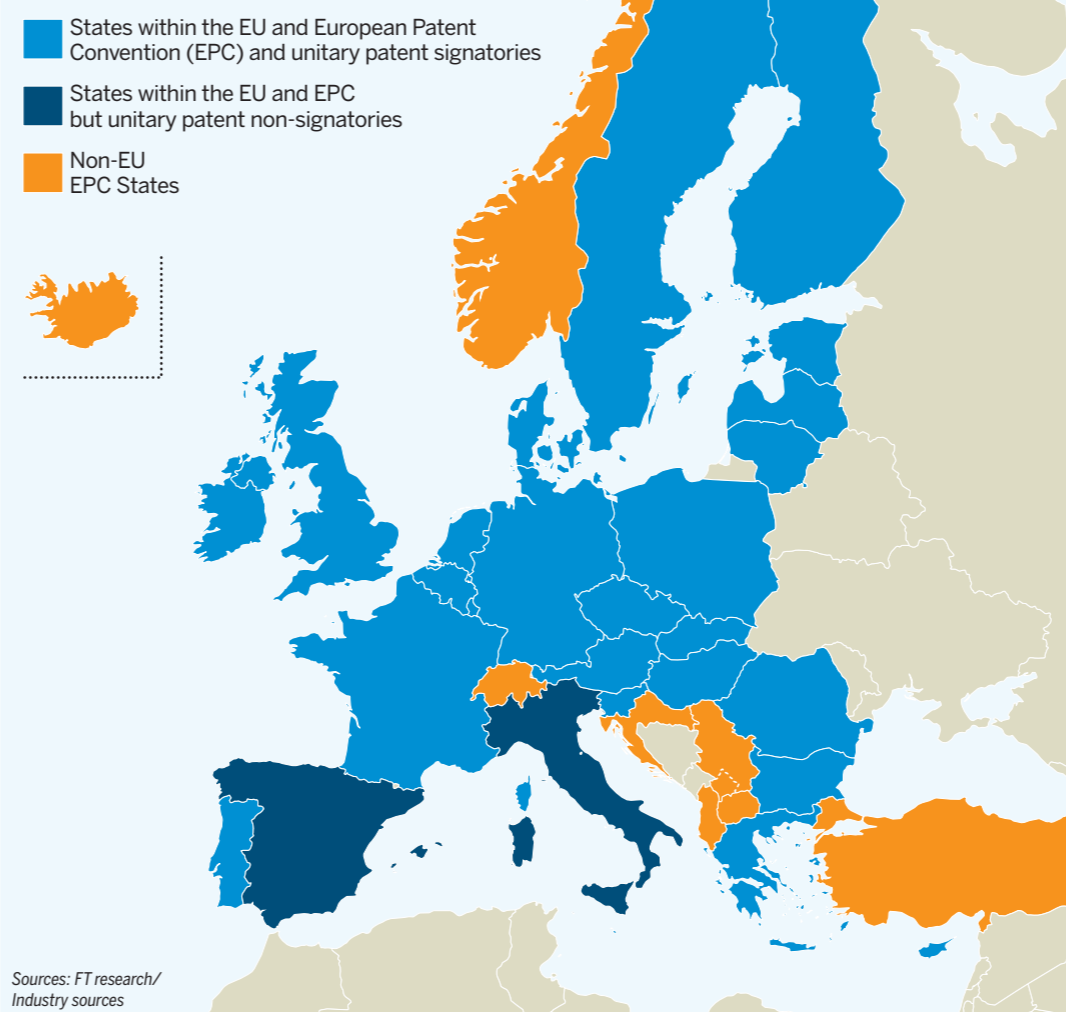 States within the EU and European Patent
Convention (EPC) and unitary patent signatories
States within the EU and EPC
but unitary patent non-signatories
Non-EU
EPC States
Sources: FT research/
Industry sources